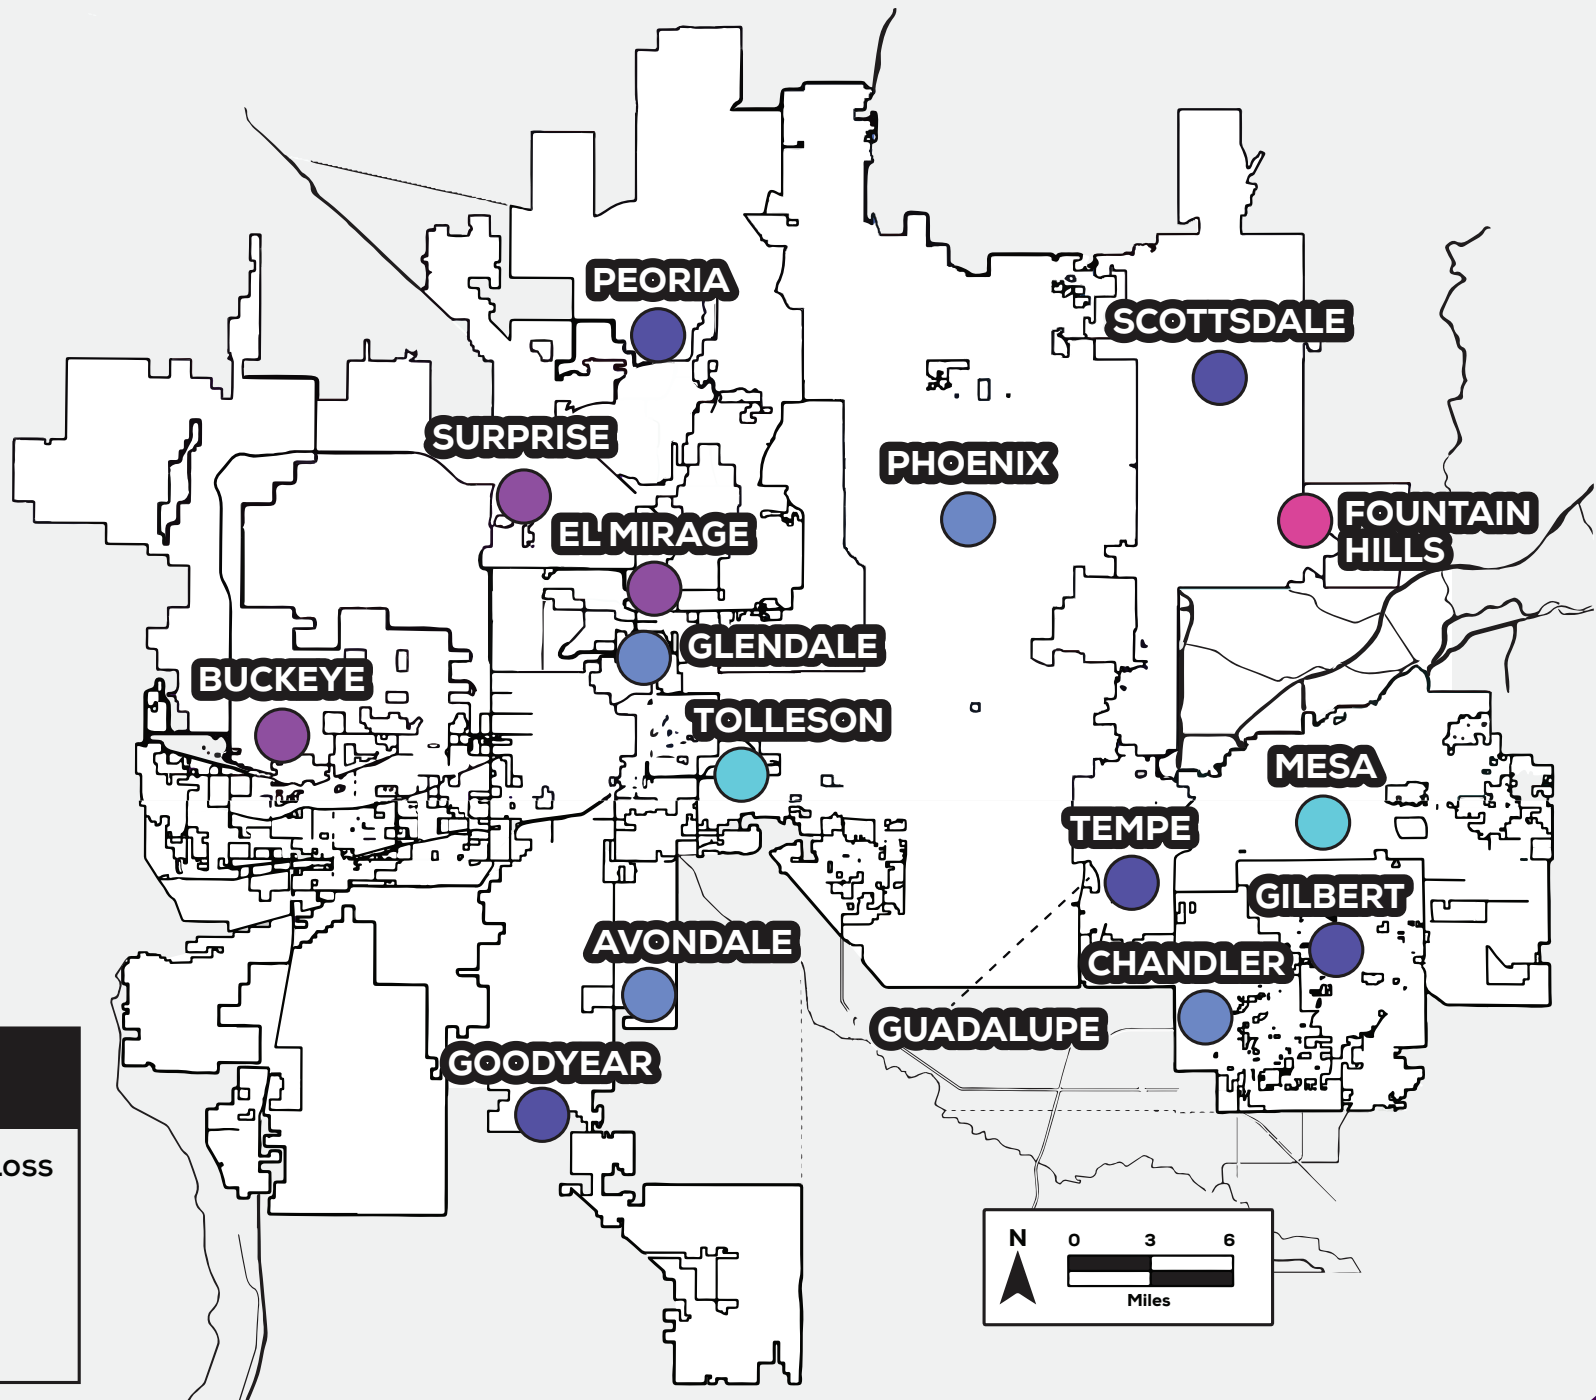 PEORIA
SCOTTSDALE
SURPRISE
PHOENIX
EL MIRAGE
FOUNTAIN
HILLS
GLENDALE
BUCKEYE
TOLLESON
MESA
TEMPE
GILBERT
AVONDALE
CHANDLER
GUADALUPE
GOODYEAR
LOSS
N
0 3 6
Miles